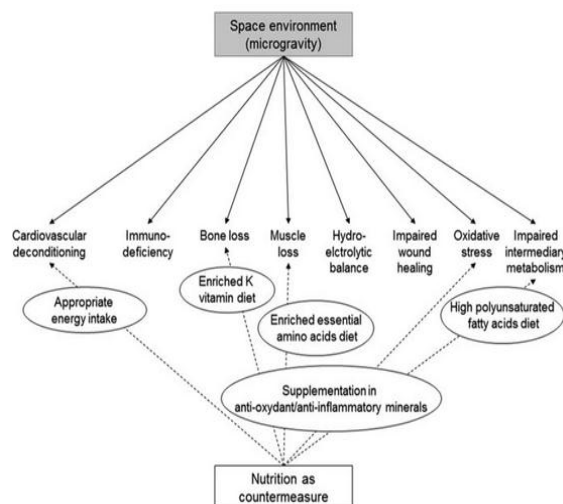 Space environment
(microgravity)
Cardiovascular
deconditioning
Immuno-
deficiency
Bone loss
Muscle
loss
Hydro-
elctrolytic
balance
Impaired
wound
healing
Oxidative
stress
Impaired
intermediary
metabolism
Appropriate
energy intake
Enriched K
vitamin diet
Enriched essential
amino acids diet
High polyunsaturated
fatty acids diet
Supplementation in
anti-oxydant/anti-inflammatory minerals
Nutrition as
countermeasure